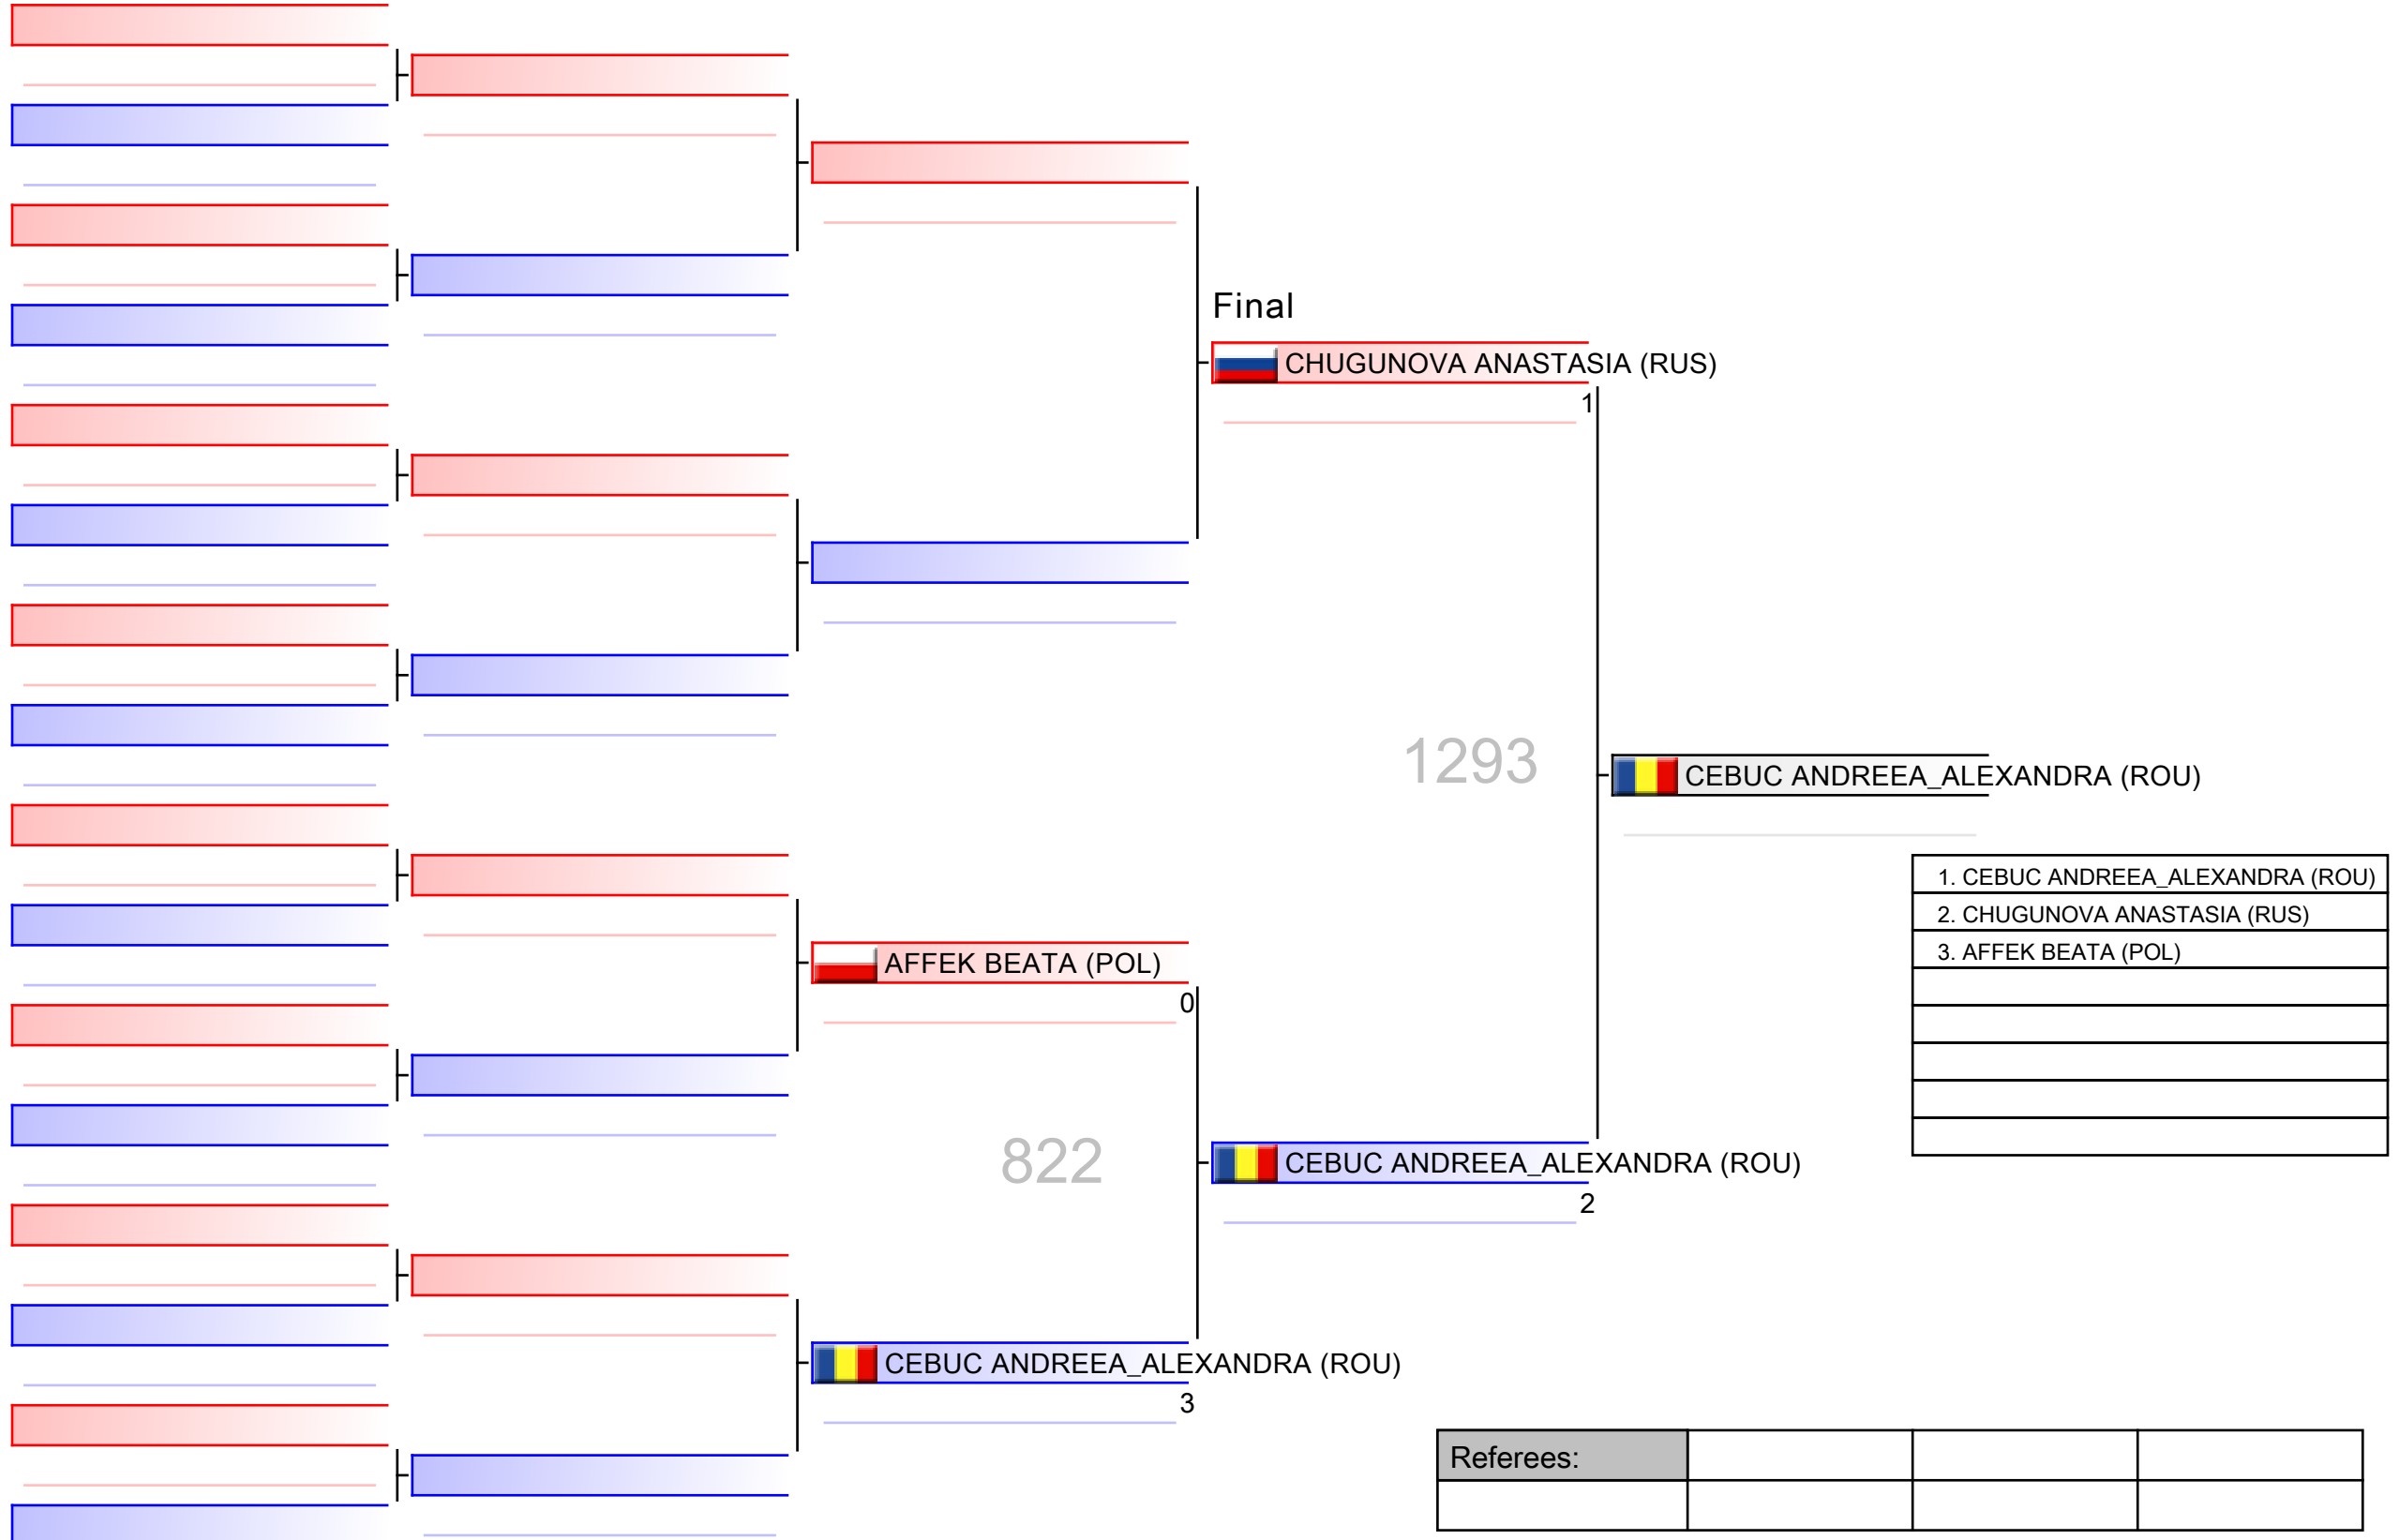 Final
CHUGUNOVA ANASTASIA (RUS)
1
1293
CEBUC ANDREEA_ALEXANDRA (ROU)
1. CEBUC ANDREEA_ALEXANDRA (ROU)
2. CHUGUNOVA ANASTASIA (RUS)
3. AFFEK BEATA (POL)
AFFEK BEATA (POL)
0
822
CEBUC ANDREEA_ALEXANDRA (ROU)
2
CEBUC ANDREEA_ALEXANDRA (ROU)
3
Referees: